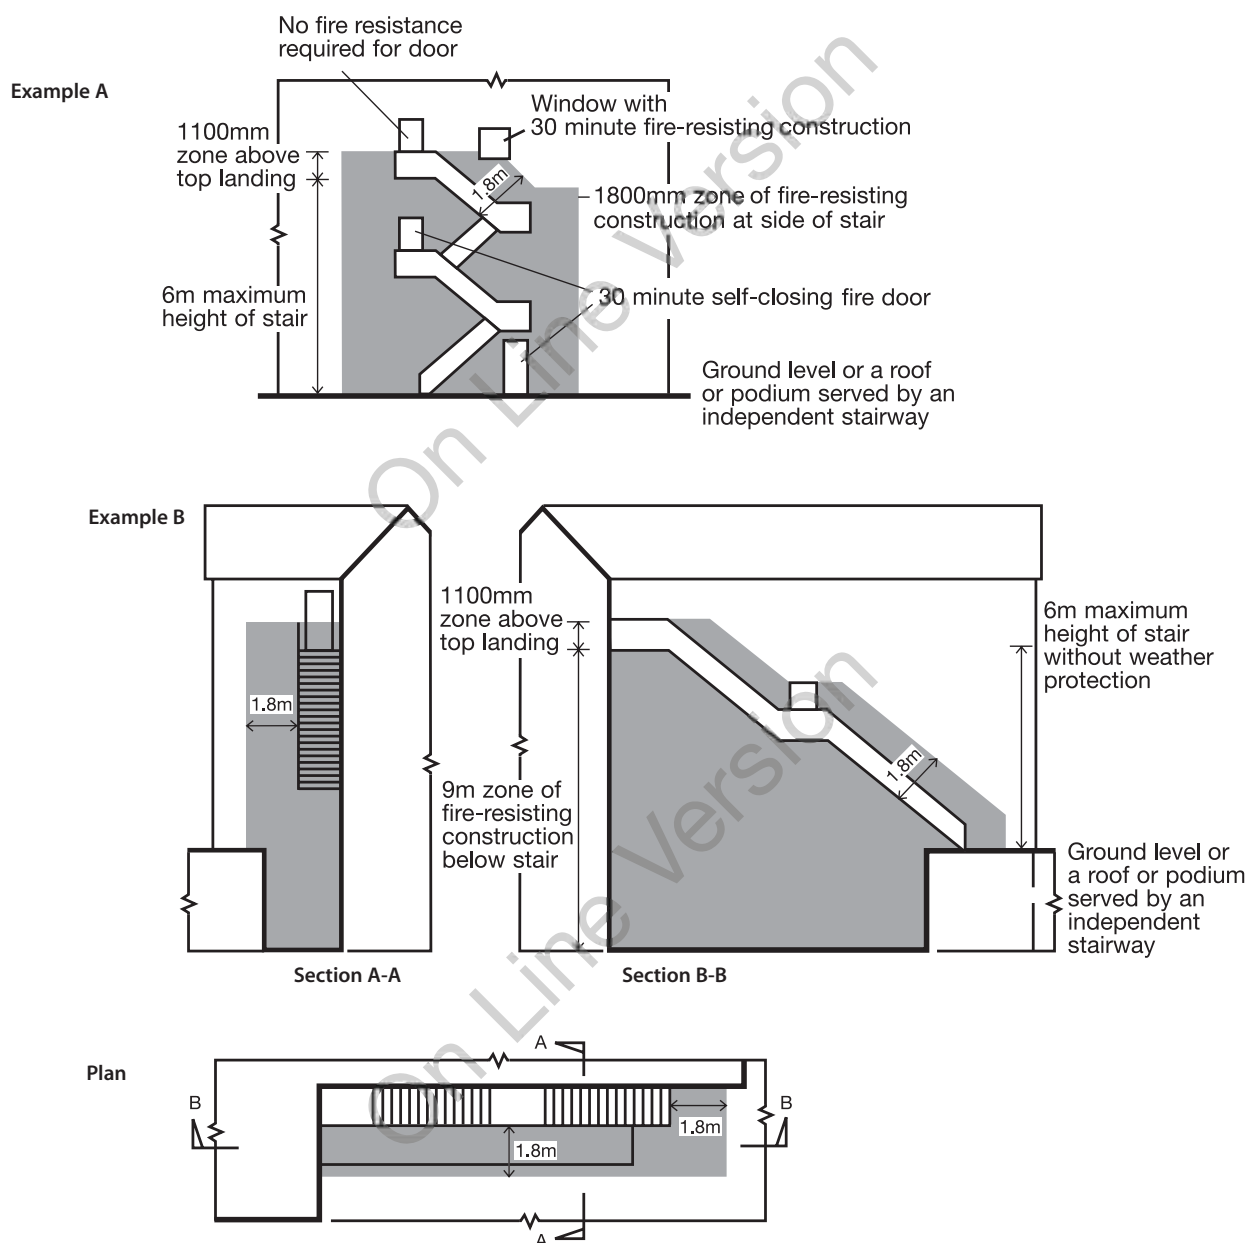 No fire resistance
required for door
Example A
Window with
30 minute fire-resisting construction
1100mm
zone above
top landing
1.8m
1800mm zone of fire-resisting
construction at side of stair
6m maximum
height of stair
30 minute self-closing fire door
Ground level or a roof
or podium served by an
independent stairway
On Line Version
Example B
1100mm
zone above
top landing
6m maximum
height of stair
without weather
protection
1.8m
1.8m
9m zone of
fire-resisting
construction
below stair
Ground level or
a roof or podium
served by an
independent
stairway
Section A-A
Section B-B
On Line Version
Plan
A
B
B
1.8m
1.8m
A